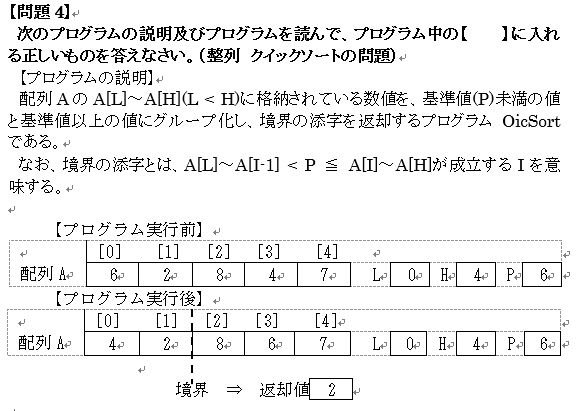 【問題4】
次のプログラムの説明及びプログラムを読んで、プログラム中の【　　】に入れ
る正しいものを答えなさい。（整列 クイックソートの問題）
【プログラムの説明】
配列 A の A[L]～A[H](L < H)に格納されている数値を、基準値(P)未満の値
と基準値以上の値にグループ化し、境界の添字を返却するプログラム OicSort
である。
なお、境界の添字とは、A[L]～A[I-1] < P ≦ A[I]～A[H]が成立する I を意
味する。
【プログラム実行前】
[0] [1] [2] [3] [4]
配列 A 6 2 8 4 7 L 0 H 4 P 6
【プログラム実行後】
[0] [1] [2] [3] [4]
配列 A 4 2 8 6 7 L 0 H 4 P 6
境界 ⇒ 返却値 2